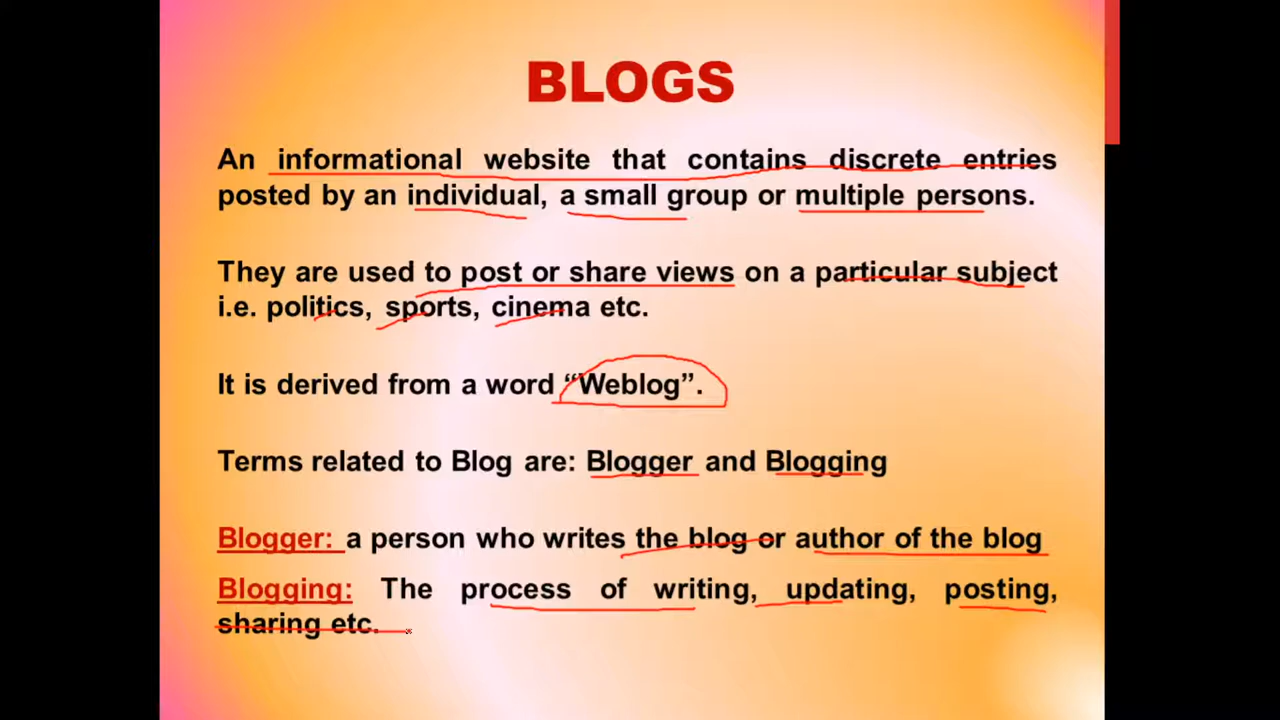 BLOGS
An informational website that contains discrete entries
posted by an individual, a small group or multiple persons.
They are used to post or share views on a particular subject
i.e. politics, sports, cinema etc.
It is derived from a word “Weblog”.
Terms related to Blog are: Blogger and Blogging
Blogger: a person who writes the blog or author of the blog
Blogging: The process of writing, updating, posting,
sharing etc.